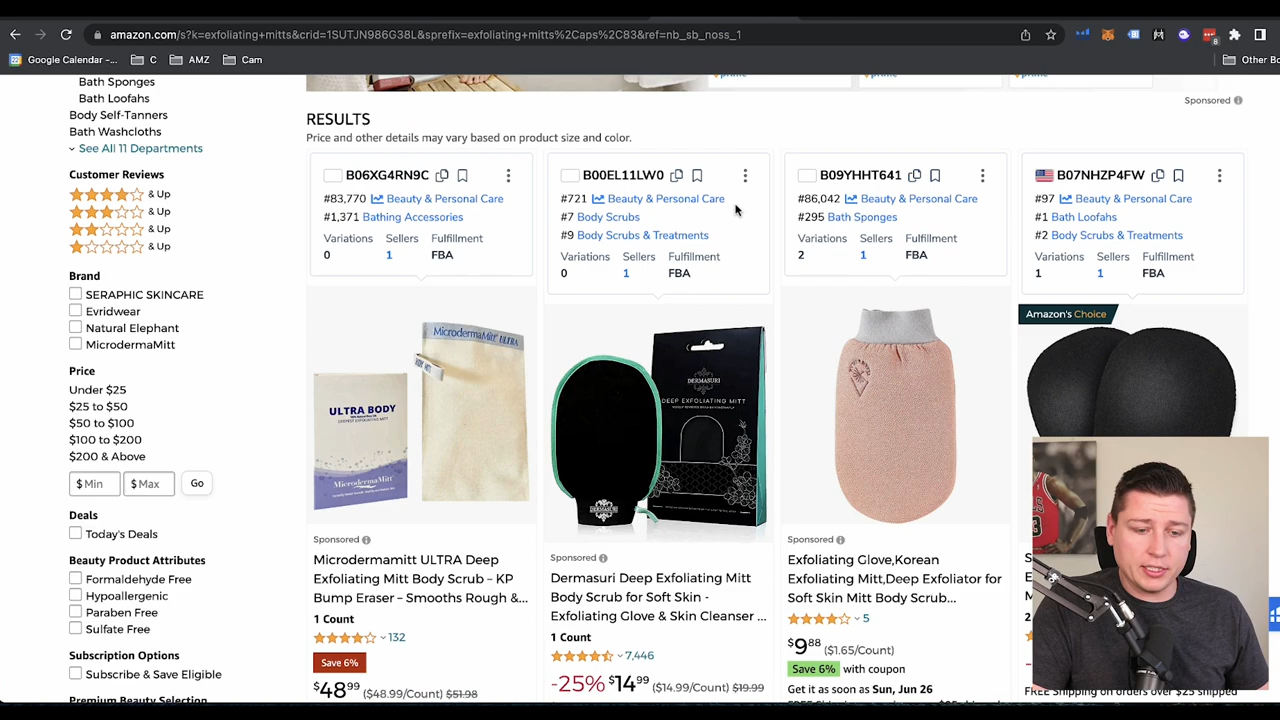 amazon.com/s?k=exfoliating+mitts&crid=1SUTJN986G38L&sprefix=exfoliating+mitts%2Caps%2C83&ref=nb_sb_noss_1
Google Calendar –...
C
AMZ
Cam
Other Bo
Bath Sponges
Bath Loofahs
Body Self-Tanners
Bath Washcloths
See All 11 Departments
Customer Reviews
& Up
& Up
& Up
& Up
Brand
SERAPHIC SKINCARE
Evridwear
Natural Elephant
MicrodermaMitt
Price
Under $25
$25 to $50
$50 to $100
$100 to $200
$200 & Above
$ Min
$ Max
Go
Deals
Today's Deals
Beauty Product Attributes
Formaldehyde Free
Hypoallergenic
Paraben Free
Sulfate Free
Subscription Options
Subscribe & Save Eligible
Premium Beauty Selection
prime
prime
prime
Sponsored
RESULTS
Price and other details may vary based on product size and color.
B06XG4RN9C
#83,770 Beauty & Personal Care
#1,371 Bathing Accessories
Variations Sellers Fulfillment
0 1 FBA
ULTRA BODY
MicrodermaMitt
MicrodermaMitt ULTRA
Sponsored
Microdermamitt ULTRA Deep
Exfoliating Mitt Body Scrub – KP
Bump Eraser – Smooths Rough &...
1 Count
132
Save 6%
$48.99 ($48.99/Count) $51.98
B00EL11LW0
#721 Beauty & Personal Care
#7 Body Scrubs
#9 Body Scrubs & Treatments
Variations Sellers Fulfillment
0 1 FBA
DERMASURI
DEEP EXFOLIATING MITT
DERMASURI
Sponsored
Dermasuri Deep Exfoliating Mitt
Body Scrub for Soft Skin -
Exfoliating Glove & Skin Cleanser ...
1 Count
7,446
-25% $14.99 ($14.99/Count) $19.99
B09YHHT641
#86,042 Beauty & Personal Care
#295 Bath Sponges
Variations Sellers Fulfillment
2 1 FBA
Sponsored
Exfoliating Glove,Korean
Exfoliating Mitt,Deep Exfoliator for
Soft Skin Mitt Body Scrub...
5
$9.88 ($1.65/Count)
Save 6% with coupon
Get it as soon as Sun, Jun 26
B07NHZP4FW
#97 Beauty & Personal Care
#1 Bath Loofahs
#2 Body Scrubs & Treatments
Variations Sellers Fulfillment
1 1 FBA
Amazon's Choice
FREE Shipping on orders over $25 shipped